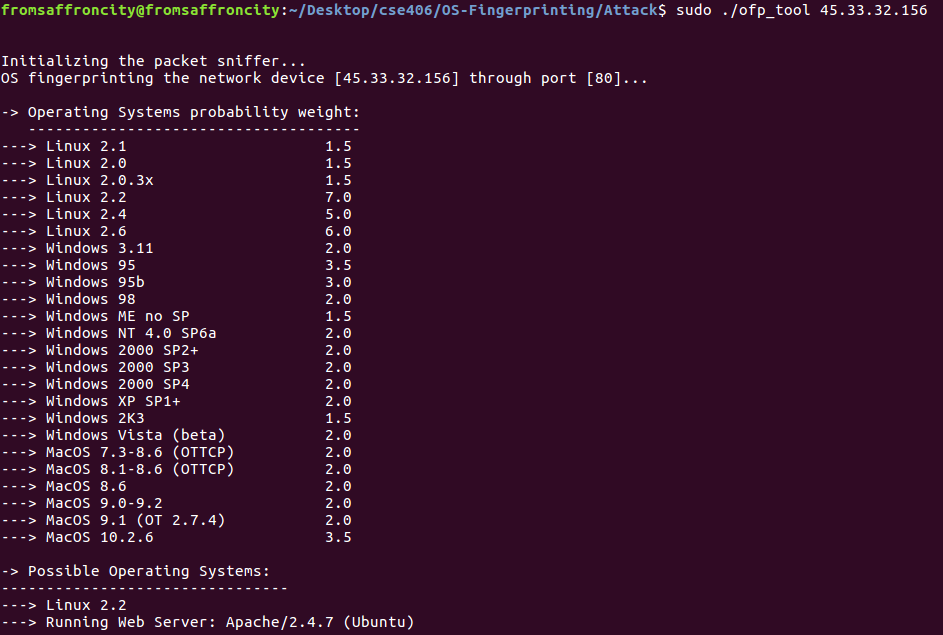 fromsaffroncity@fromsaffroncity:~/Desktop/cse406/OS-Fingerprinting/Attack$ sudo ./ofp_tool 45.33.32.156
Initializing the packet sniffer...
OS fingerprinting the network device [45.33.32.156] through port [80]...
-> Operating Systems probability weight:
-------------------------------------
---> Linux 2.1 1.5
---> Linux 2.0 1.5
---> Linux 2.0.3x 1.5
---> Linux 2.2 7.0
---> Linux 2.4 5.0
---> Linux 2.6 6.0
---> Windows 3.11 2.0
---> Windows 95 3.5
---> Windows 95b 3.0
---> Windows 98 2.0
---> Windows ME no SP 1.5
---> Windows NT 4.0 SP6a 2.0
---> Windows 2000 SP2+ 2.0
---> Windows 2000 SP3 2.0
---> Windows 2000 SP4 2.0
---> Windows XP SP1+ 2.0
---> Windows 2K3 1.5
---> Windows Vista (beta) 2.0
---> MacOS 7.3-8.6 (OTTCP) 2.0
---> MacOS 8.1-8.6 (OTTCP) 2.0
---> MacOS 8.6 2.0
---> MacOS 9.0-9.2 2.0
---> MacOS 9.1 (OT 2.7.4) 2.0
---> MacOS 10.2.6 3.5
-> Possible Operating Systems:
--------------------------------
---> Linux 2.2
---> Running Web Server: Apache/2.4.7 (Ubuntu)